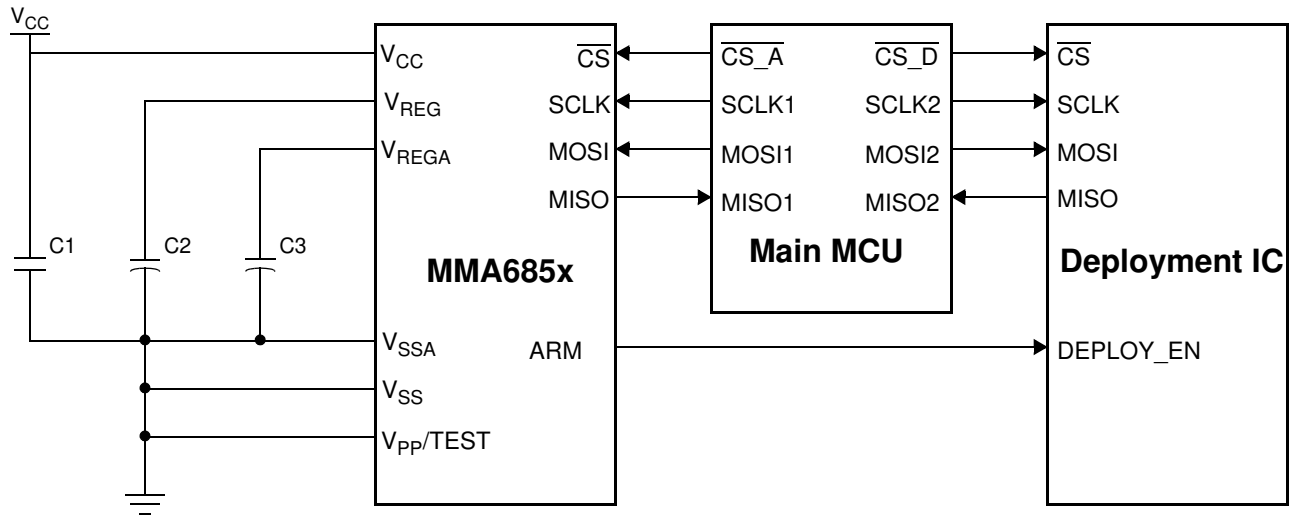 VCC
VCC
VREG
VREGA
C1
C2
C3
VSSA
VSS
VPP/TEST
MMA685x
CS
SCLK
MOSI
MISO
ARM
CS_A
SCLK1
MOSI1
MISO1
CS_D
SCLK2
MOSI2
MISO2
Main MCU
CS
SCLK
MOSI
MISO
Deployment IC
DEPLOY_EN